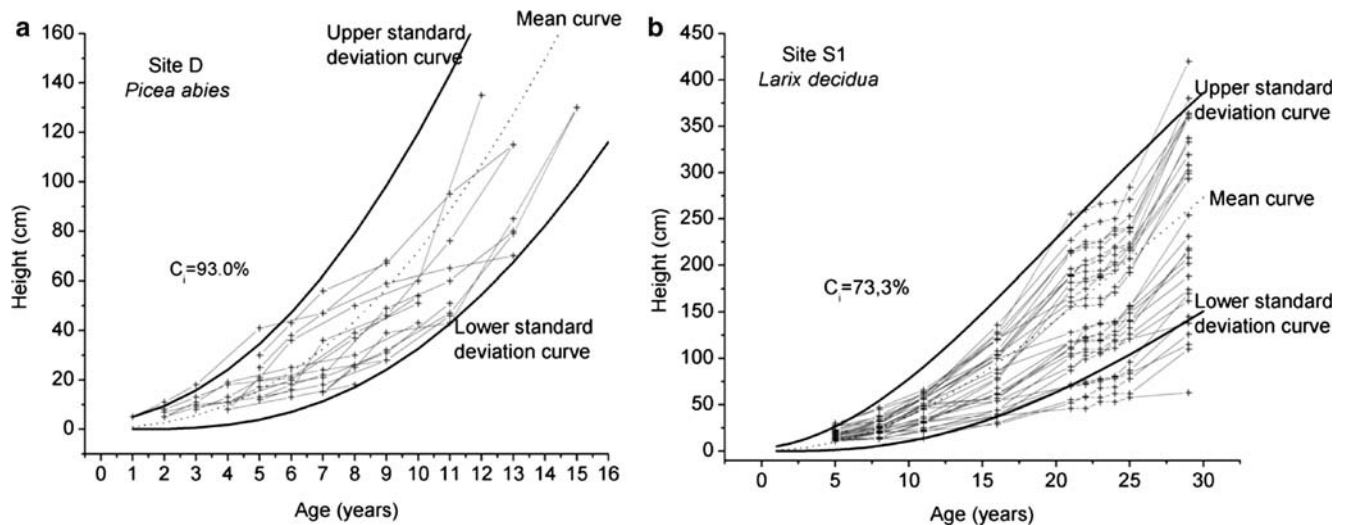 a
Site D
Picea abies
Upper standard
deviation curve
Mean curve
C_i=93.0%
Lower standard
deviation curve
Height (cm)
160
140
120
100
80
60
40
20
0
0 1 2 3 4 5 6 7 8 9 10 11 12 13 14 15 16
Age (years)
b
Site S1
Larix decidua
Upper standard
deviation curve
Mean curve
C_i=73,3%
Lower standard
deviation curve
Height (cm)
450
400
350
300
250
200
150
100
50
0
0 5 10 15 20 25 30
Age (years)